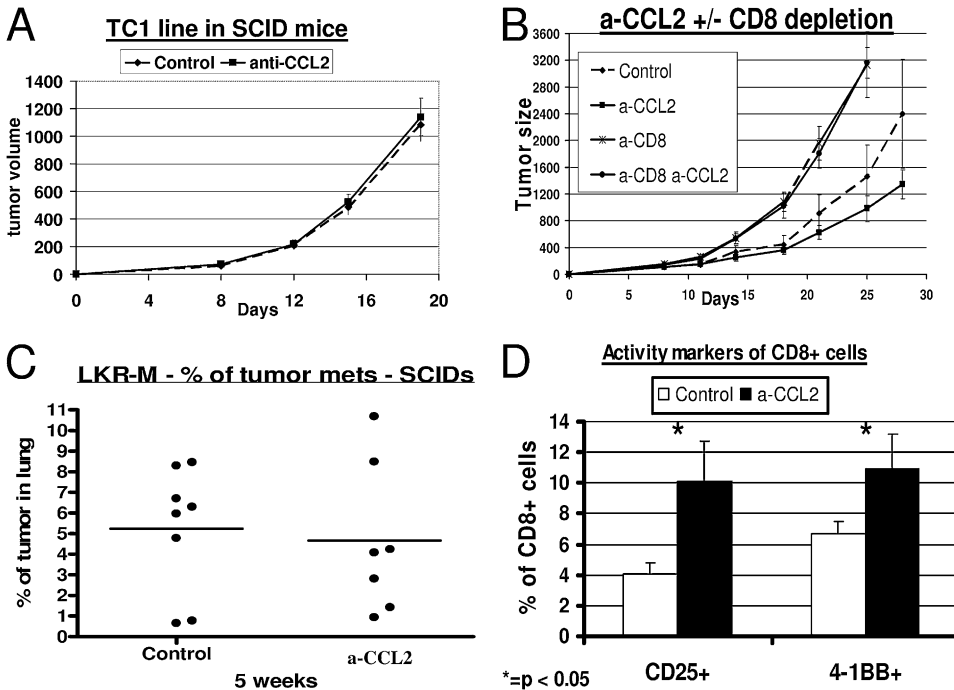 A
TC1 line in SCID mice
Control anti-CCL2
tumor volume
1400
1200
1000
800
600
400
200
0
0 4 8 12 16 20
Days
B
a-CCL2 +/- CD8 depletion
Control
a-CCL2
a-CD8
a-CD8 a-CCL2
Tumor size
3600
3200
2800
2400
2000
1600
1200
800
400
0
0 5 10 15 20 25 30
Days
C
LKR-M - % of tumor mets - SCIDs
% of tumor in lung
11
10
9
8
7
6
5
4
3
2
1
0
Control a-CCL2
5 weeks
D
Activity markers of CD8+ cells
Control a-CCL2
% of CD8+ cells
14
12
10
8
6
4
2
0
* *
CD25+ 4-1BB+
*=p < 0.05